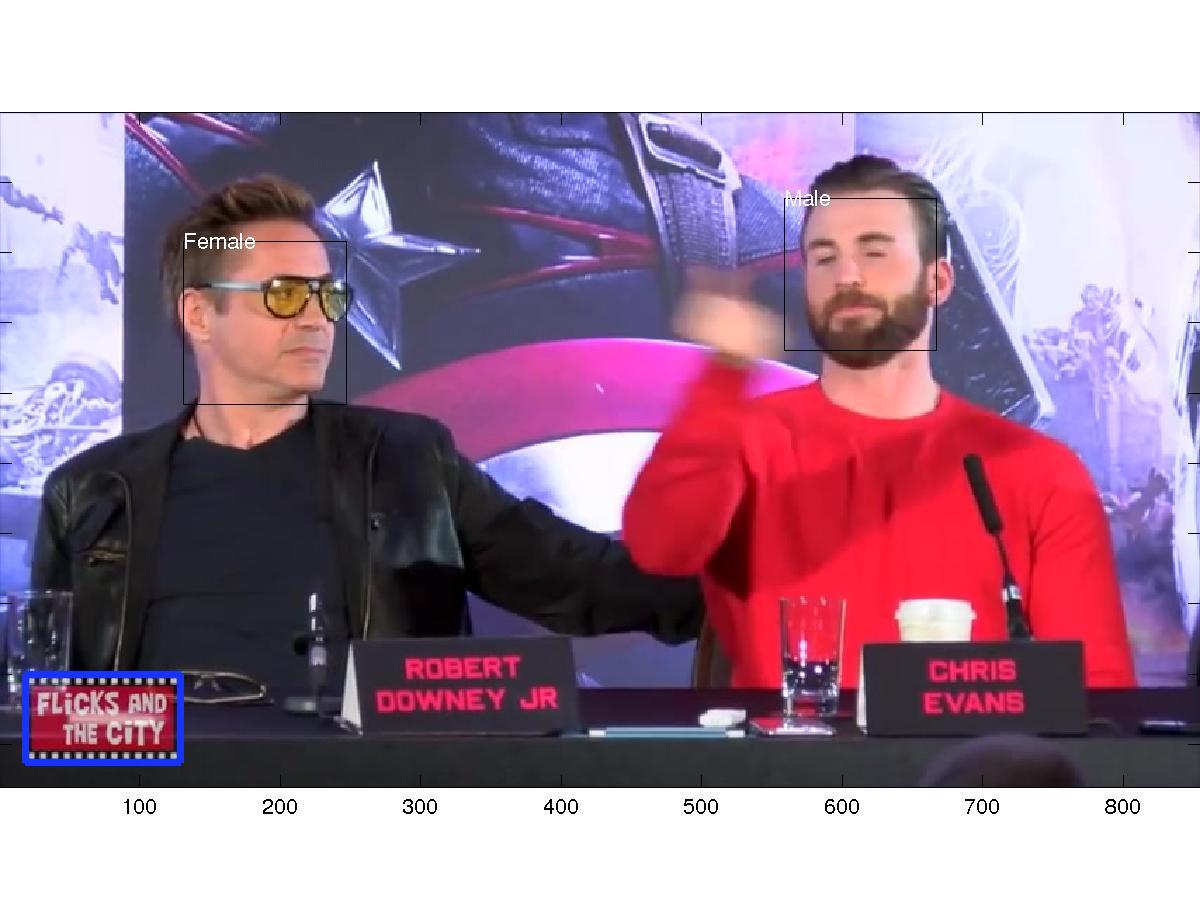 Female
Male
ROBERT
DOWNEY JR
CHRIS
EVANS
FLiCKS AND
THE CiTY
100
200
300
400
500
600
700
800